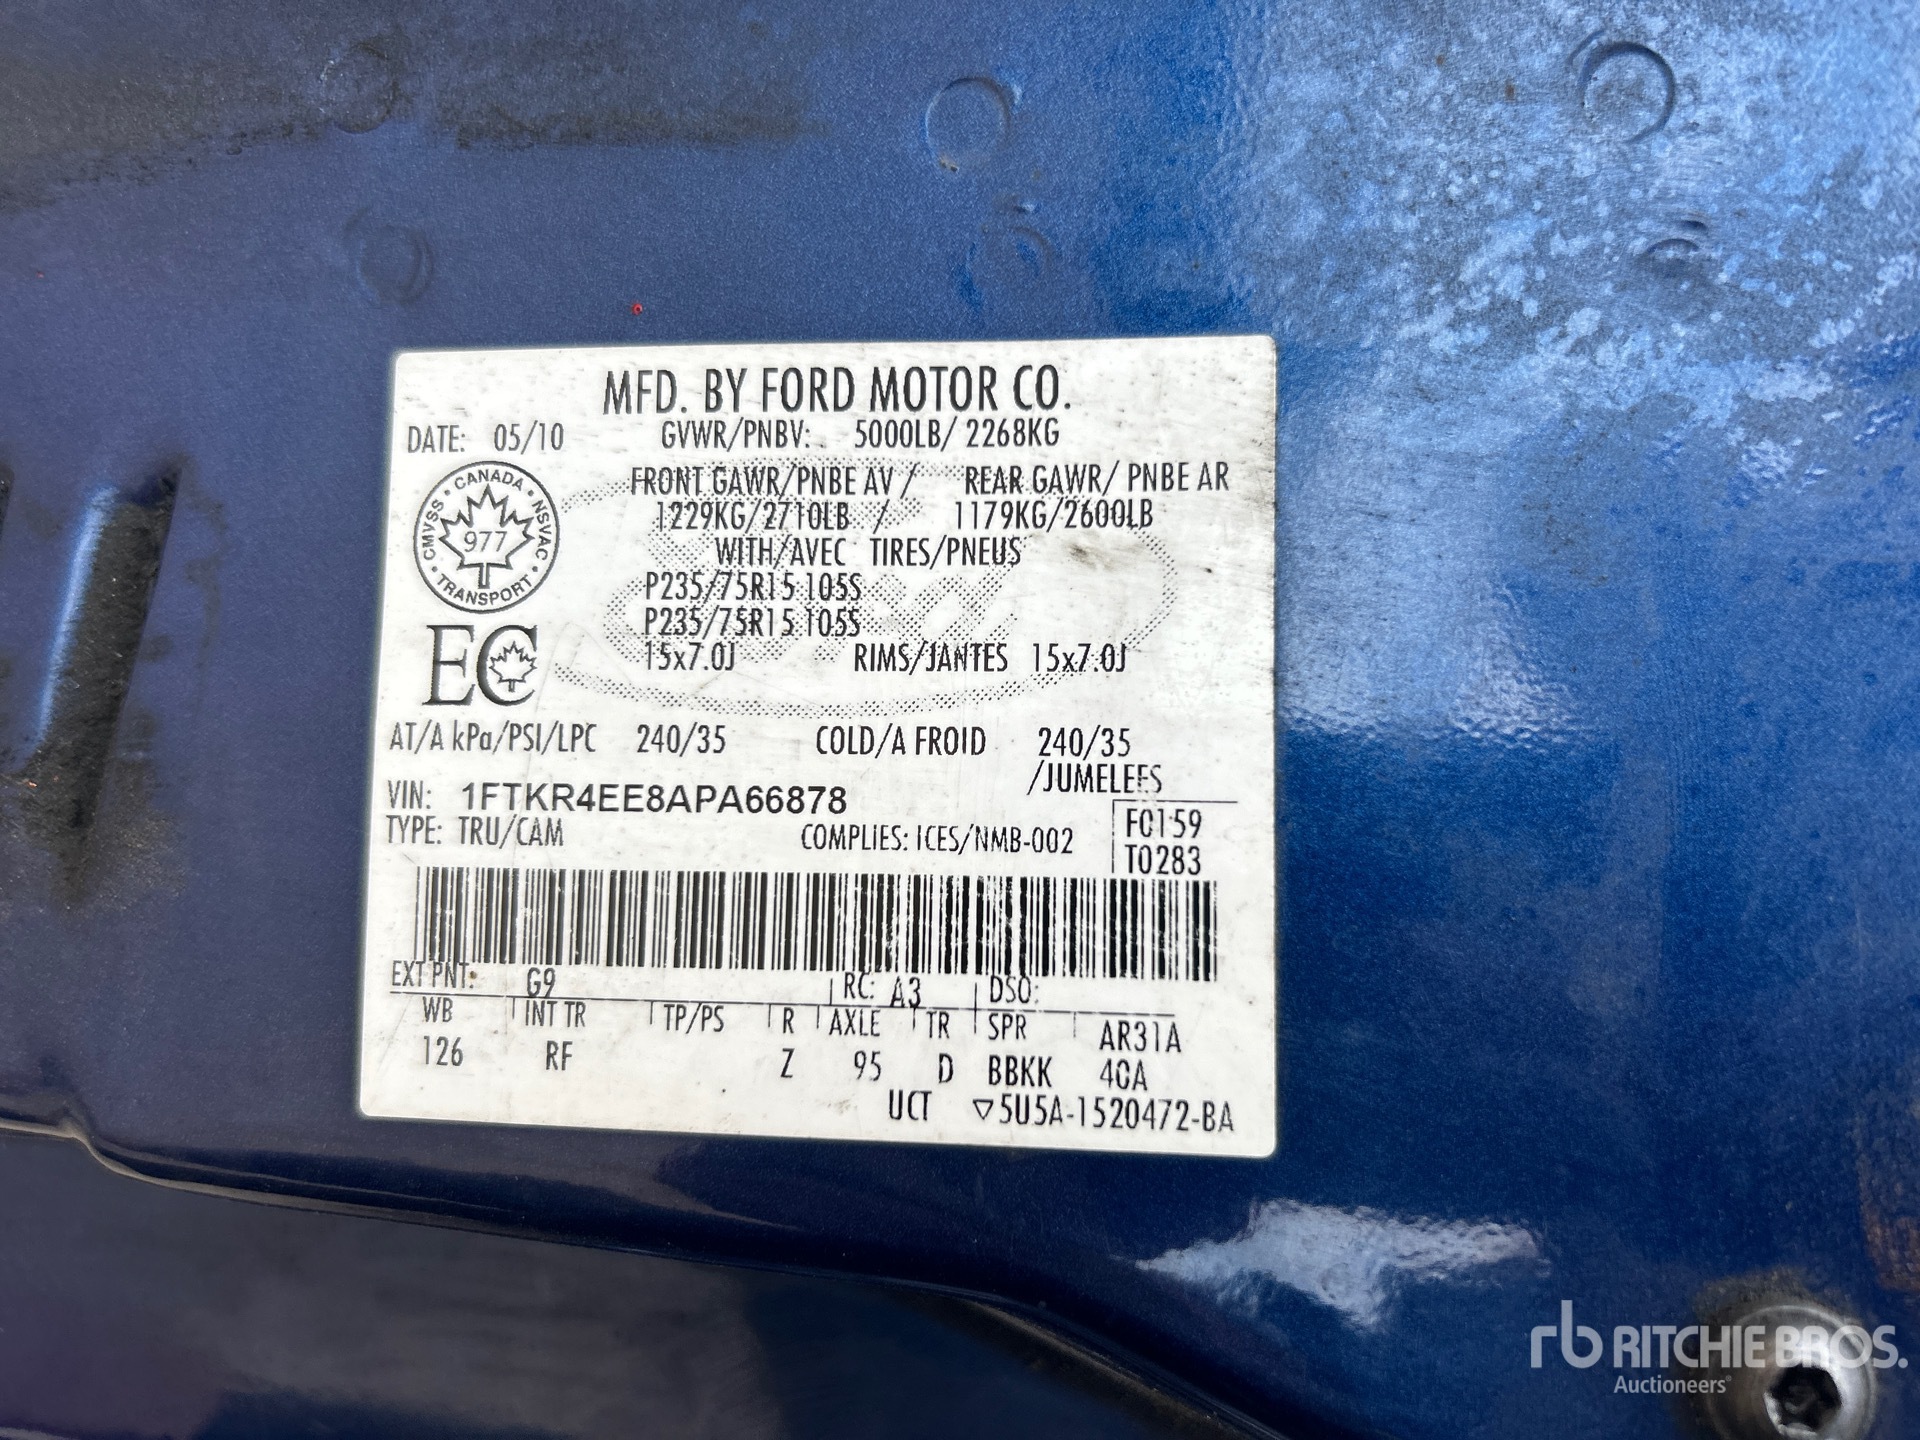 MFD. BY FORD MOTOR CO.
DATE: 05/10 GVWR/PNBV: 5000LB/ 2268KG
CANADA · NSVAC · TRANSPORT · CMVSS ·
977
FRONT GAWR/PNBE AV / REAR GAWR/ PNBE AR
1229KG/2710LB / 1179KG/2600LB
WITH/AVEC TIRES/PNEUS
P235/75R15 105S
P235/75R15 105S
15x7.0J RIMS/JANTES 15x7.0J
EC
AT/A kPa/PSI/LPC 240/35 COLD/A FROID 240/35
/JUMELEES
VIN: 1FTKR4EE8APA66878
TYPE: TRU/CAM COMPLIES: ICES/NMB-002
F0159
T0283
EXT PNT: G9 RC: A3 DSO:
WB INT TR TP/PS R AXLE TR SPR AR31A
126 RF Z 95 D BBKK 4CA
UCT ▽5U5A-1520472-BA
rb RITCHIE BROS.
Auctioneers®